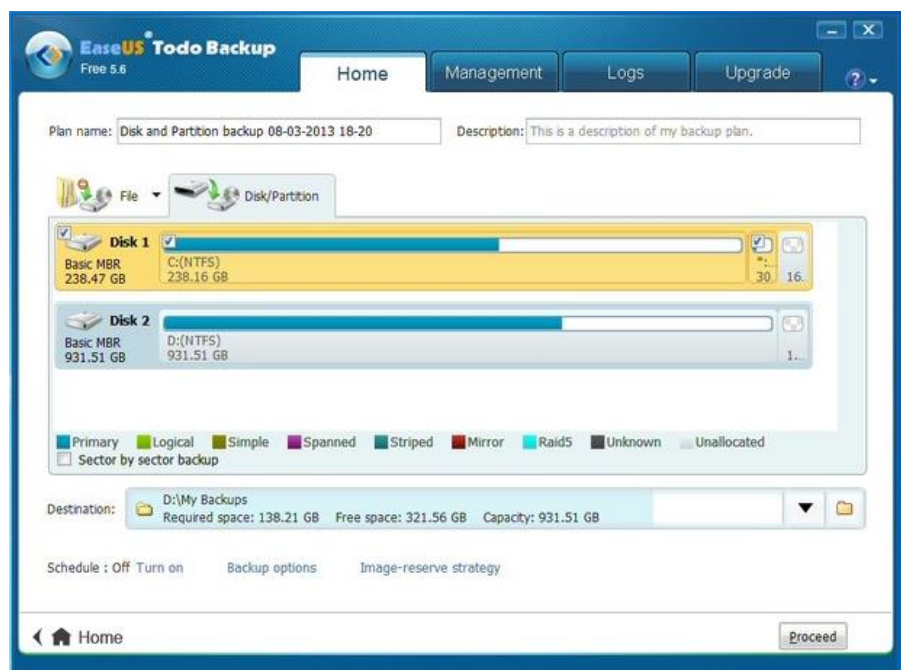 EaseUS Todo Backup
Free 5.6
Home Management Logs Upgrade
Plan name: Disk and Partition backup 08-03-2013 18-20 Description: This is a description of my backup plan.
File Disk/Partition
Disk 1
Basic MBR C:(NTFS) *:...
238.47 GB 238.16 GB 30. 16.
Disk 2
Basic MBR D:(NTFS)
931.51 GB 931.51 GB 1...
Primary Logical Simple Spanned Striped Mirror Raid5 Unknown Unallocated
Sector by sector backup
Destination: D:\My Backups
Required space: 138.21 GB Free space: 321.56 GB Capacity: 931.51 GB
Schedule : Off Turn on Backup options Image-reserve strategy
Home Proceed